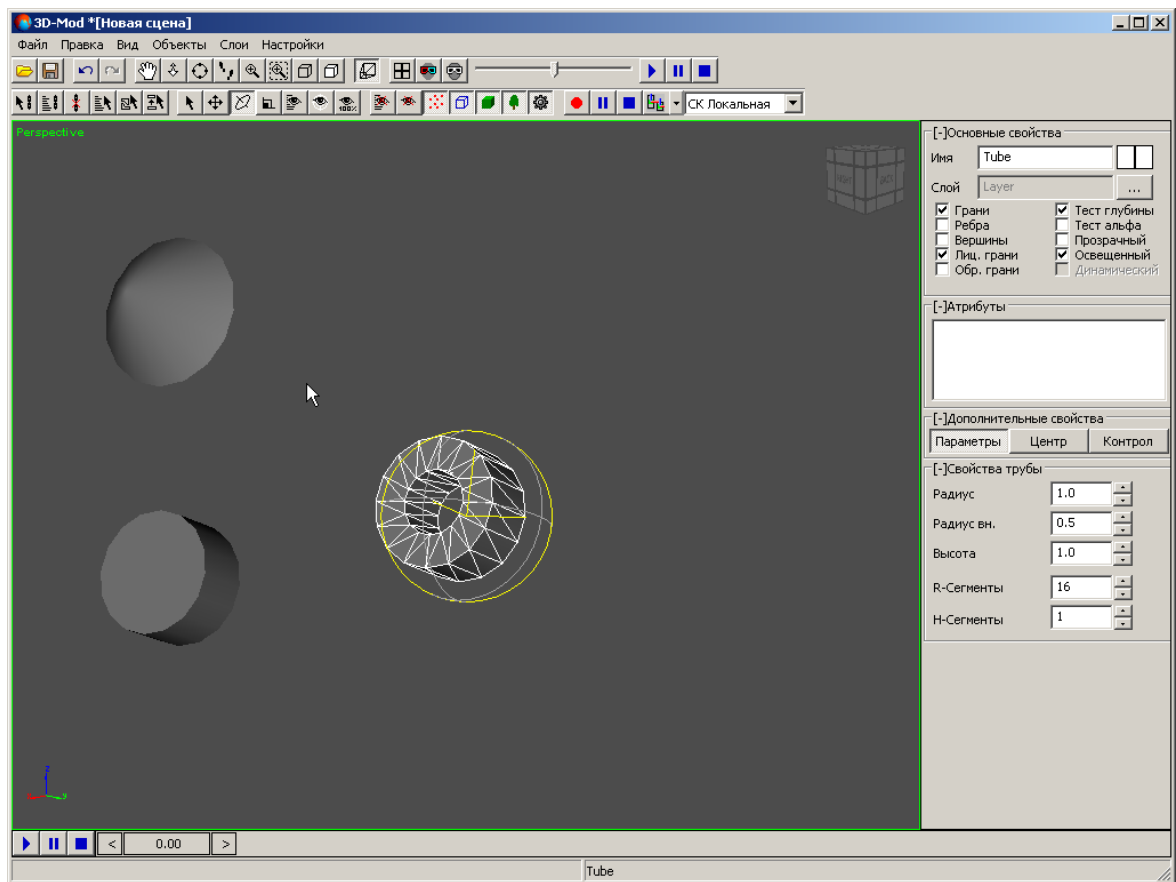 3D-Mod *[Новая сцена]
Файл Правка Вид Объекты Слои Настройки
100%
СК Локальная
Perspective
[-]Основные свойства
Имя Tube
Слой Layer ...
Грани Тест глубины
Ребра Тест альфа
Вершины Прозрачный
Лиц. грани Освещенный
Обр. грани Динамический
[-]Атрибуты
[-]Дополнительные свойства
Параметры Центр Контрол
[-]Свойства трубы
Радиус 1.0
Радиус вн. 0.5
Высота 1.0
R-Сегменты 16
H-Сегменты 1
z
y
< 0.00 >
Tube